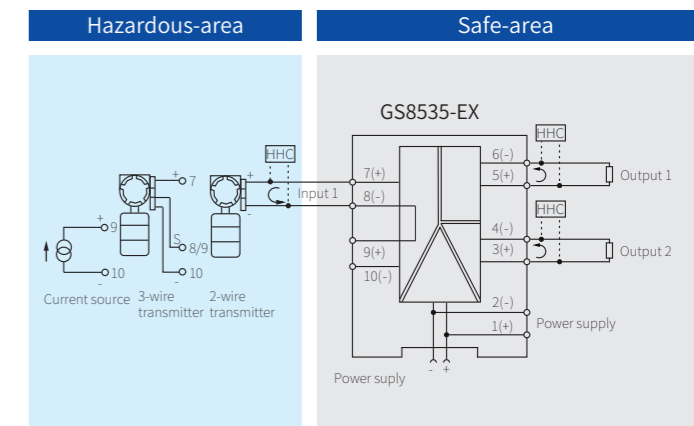 Hazardous-area
Safe-area
GS8535-EX
HHC
+
7
+
-
Input 1
S
8/9
-
10
+
9
10
-
Current source
3-wire
transmitter
2-wire
transmitter
7(+)
8(-)
9(+)
10(-)
6(-)
5(+)
4(-)
3(+)
2(-)
1(+)
HHC
Output 1
HHC
Output 2
Power supply
- +
Power suply